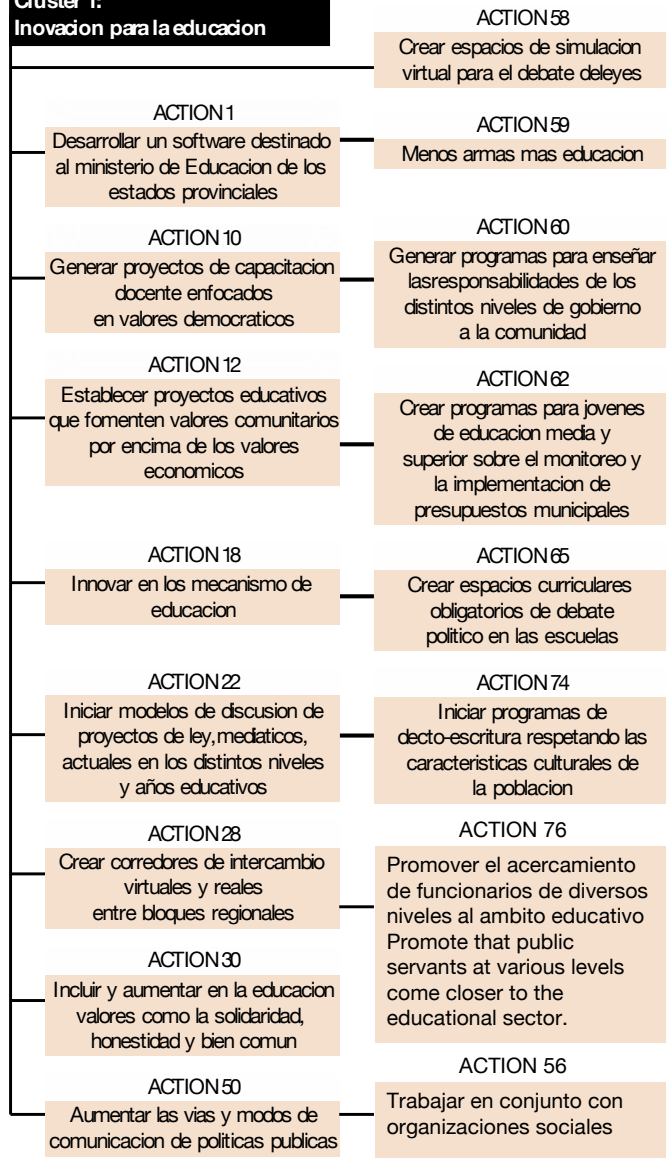 Cluster 1:
Inovacion para la educacion
ACTION 58
Crear espacios de simulacion
virtual para el debate deleyes
ACTION 1
Desarrollar un software destinado
al ministerio de Educacion de los
estados provinciales
ACTION 59
Menos armas mas educacion
ACTION 10
Generar proyectos de capacitacion
docente enfocados
en valores democraticos
ACTION 60
Generar programas para enseñar
lasresponsabilidades de los
distintos niveles de gobierno
a la comunidad
ACTION 12
Establecer proyectos educativos
que fomenten valores comunitarios
por encima de los valores
economicos
ACTION 62
Crear programas para jovenes
de educacion media y
superior sobre el monitoreo y
la implementacion de
presupuestos municipales
ACTION 18
Innovar en los mecanismo de
educacion
ACTION 65
Crear espacios curriculares
obligatorios de debate
politico en las escuelas
ACTION 22
Iniciar modelos de discusion de
proyectos de ley, mediaticos,
actuales en los distintos niveles
y años educativos
ACTION 74
Iniciar programas de
decto-escritura respetando las
caracteristicas culturales de
la poblacion
ACTION 28
Crear corredores de intercambio
virtuales y reales
entre bloques regionales
ACTION 76
Promover el acercamiento
de funcionarios de diversos
niveles al ambito educativo
Promote that public
servants at various levels
come closer to the
educational sector.
ACTION 30
Incluir y aumentar en la educacion
valores como la solidaridad,
honestidad y bien comun
ACTION 50
Aumentar las vias y modos de
comunicacion de politicas publicas
ACTION 56
Trabajar en conjunto con
organizaciones sociales